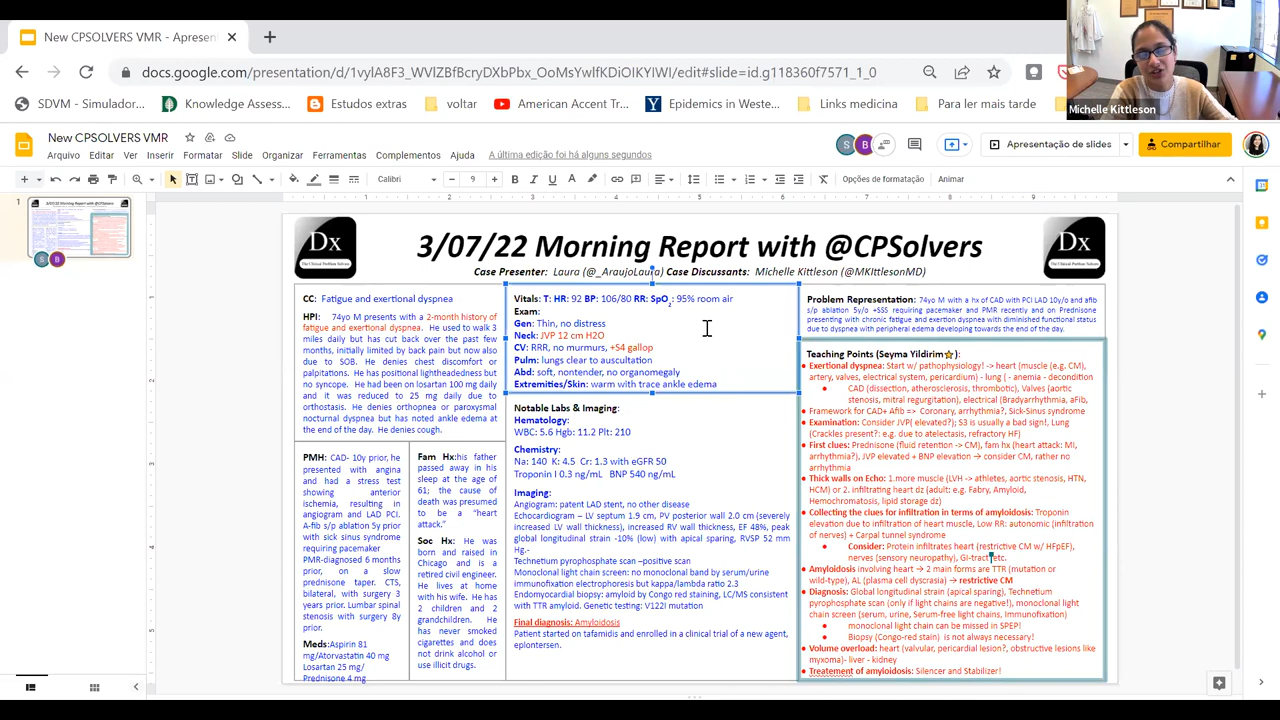 New CPSOLVERS VMR - Apresen
docs.google.com/presentation/d/1vyIA8F3_WVlZBfBcryDXbPbx_OoMsYwlfKDiOIKYIWI/edit#slide=id.g118360f7571_1_0
SDVM - Simulador... Knowledge Assess... Estudos extras voltar American Accent Tr... Epidemics in Weste... Links medicina Para ler mais tarde
Michelle Kittleson
New CPSOLVERS VMR
Arquivo Editar Ver Inserir Formatar Slide Organizar Ferramentas Complementos Ajuda A última edição foi há alguns segundos
S B Apresentação de slides Compartilhar
Calibri 9 Opções de formatação Animar
3/07/22 Morning Report with @CPSolvers
Case Presenter: Laura (@_AraujoLaura) Case Discussants: Michelle Kittleson (@MKIttlesonMD)
Dx
The Clinical Problem Solvers
Dx
The Clinical Problem Solvers
CC: Fatigue and exertional dyspnea
HPI: 74yo M presents with a 2-month history of
fatigue and exertional dyspnea. He used to walk 3
miles daily but has cut back over the past few
months, initially limited by back pain but now also
due to SOB. He denies chest discomfort or
palpitations. He has positional lightheadedness but
no syncope. He had been on losartan 100 mg daily
and it was reduced to 25 mg daily due to
orthostasis. He denies orthopnea or paroxysmal
nocturnal dyspnea but has noted ankle edema at
the end of the day. He denies cough.
PMH: CAD- 10y prior, he
presented with angina
and had a stress test
showing anterior
ischemia, resulting in
angiogram and LAD PCI.
A-fib s/p ablation 5y prior
with sick sinus syndrome
requiring pacemaker
PMR-diagnosed 6 months
prior, on a slow
prednisone taper. CTS,
bilateral, with surgery 3
years prior. Lumbar spinal
stenosis with surgery 8y
prior.
Meds:Aspirin 81
mg/Atorvastatin 40 mg
Losartan 25 mg/
Prednisone 4 mg
Fam Hx:his father
passed away in his
sleep at the age of
61; the cause of
death was presumed
to be a "heart
attack."
Soc Hx: He was
born and raised in
Chicago and is a
retired civil engineer.
He lives at home
with his wife. He has
2 children and 2
grandchildren. He
has never smoked
cigarettes and does
not drink alcohol or
use illicit drugs.
Vitals: T: HR: 92 BP: 106/80 RR: SpO2: 95% room air
Exam:
Gen: Thin, no distress
Neck: JVP 12 cm H2O
CV: RRR, no murmurs, +S4 gallop
Pulm: lungs clear to auscultation
Abd: soft, nontender, no organomegaly
Extremities/Skin: warm with trace ankle edema
Notable Labs & Imaging:
Hematology:
WBC: 5.6 Hgb: 11.2 Plt: 210
Chemistry:
Na: 140 K: 4.5 Cr: 1.3 with eGFR 50
Troponin I 0.3 ng/mL BNP 540 ng/mL
Imaging:
Angiogram: patent LAD stent, no other disease
Echocardiogram – LV septum 1.9 cm, PV posterior wall 2.0 cm (severely
increased LV wall thickness), increased RV wall thickness, EF 48%, peak
global longitudinal strain -10% (low) with apical sparing, RVSP 52 mm
Hg.-
Technetium pyrophosphate scan –positive scan
Monoclonal light chain screen: no monoclonal band by serum/urine
immunofixation electrophoresis but kappa/lambda ratio 2.3
Endomyocardial biopsy: amyloid by Congo red staining, LC/MS consistent
with TTR amyloid. Genetic testing: V122I mutation
Final diagnosis: Amyloidosis
Patient started on tafamidis and enrolled in a clinical trial of a new agent,
eplontersen.
Problem Representation: 74yo M with a hx of CAD with PCI LAD 10y/o and afib
s/p ablation 5y/o +SSS requiring pacemaker and PMR recently and on Prednisone
presenting with chronic fatigue and exertion dyspnea with diminished functional status
due to dyspnea with peripheral edema developing towards the end of the day.
Teaching Points (Seyma Yildirim⭐):
● Exertional dyspnea: Start w/ pathophysiology! -> heart (muscle (e.g. CM),
artery, valves, electrical system, pericardium) - lung ( - anemia - decondition
● CAD (dissection, atherosclerosis, thrombotic), Valves (aortic
stenosis, mitral regurgitation), electrical (Bradyarrhythmia, aFib,
● Framework for CAD+ Afib => Coronary, arrhythmia?, Sick-Sinus syndrome
● Examination: Consider JVP( elevated?); S3 is usually a bad sign!, Lung
(Crackles present?: e.g. due to atelectasis, refractory HF)
● First clues: Prednisone (fluid retention -> CM), fam hx (heart attack: MI,
arrhythmia?), JVP elevated + BNP elevation → consider CM, rather no
arrhythmia
● Thick walls on Echo: 1.more muscle (LVH -> athletes, aortic stenosis, HTN,
HCM) or 2. infiltrating heart dz (adult: e.g. Fabry, Amyloid,
Hemochromatosis, lipid storage dz)
● Collecting the clues for infiltration in terms of amyloidosis: Troponin
elevation due to infiltration of heart muscle, Low RR: autonomic (infiltration
of nerves) + Carpal tunnel syndrome
● Consider: Protein infiltrates heart (restrictive CM w/ HFpEF),
nerves (sensory neuropathy), GI-tract etc.
● Amyloidosis involving heart → 2 main forms are TTR (mutation or
wild-type), AL (plasma cell dyscrasia) → restrictive CM
● Diagnosis: Global longitudinal strain (apical sparing), Technetium
pyrophosphate scan (only if light chains are negative!), monoclonal light
chain screen (serum, urine, Serum-free light chains, Immunofixation)
● monoclonal light chain can be missed in SPEP!
● Biopsy (Congo-red stain) is not always necessary!
● Volume overload: heart (valvular, pericardial lesion?, obstructive lesions like
myxoma)- liver - kidney
● Treatement of amyloidosis: Silencer and Stabilizer!